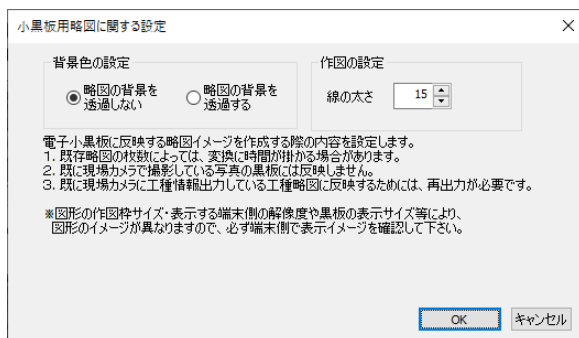 小黒板用略図に関する設定
背景色の設定
略図の背景を
透過しない
略図の背景を
透過する
作図の設定
線の太さ
15
電子小黒板に反映する略図イメージを作成する際の内容を設定します。
1. 既存略図の枚数によっては、変換に時間が掛かる場合があります。
2. 既に現場カメラで撮影している写真の黒板には反映しません。
3. 既に現場カメラに工種情報出力している工種略図に反映するためには、再出力が必要です。
※図形の作図枠サイズ・表示する端末側の解像度や黒板の表示サイズ等により、
図形のイメージが異なりますので、必ず端末側で表示イメージを確認して下さい。
OK
キャンセル